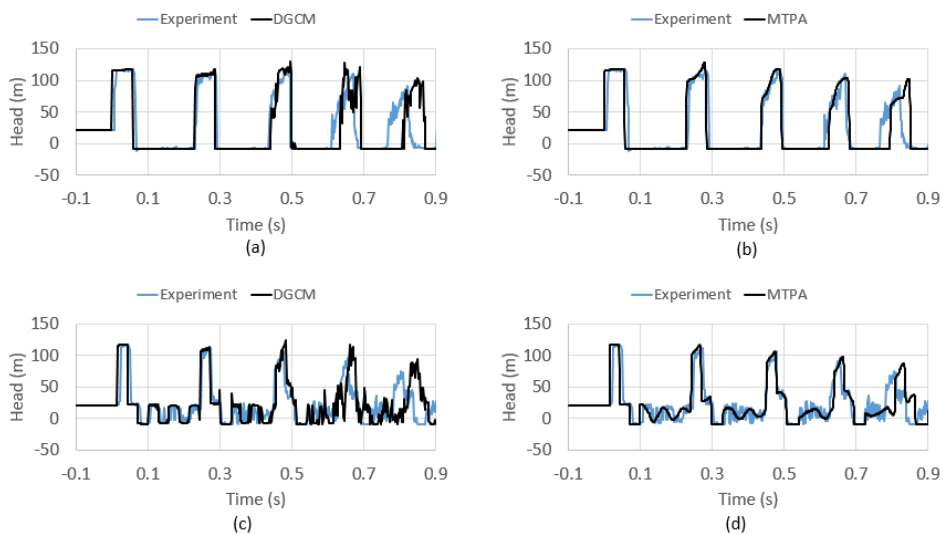 Experiment DGCM
Experiment MTPA
150
100
50
0
-50
Head (m)
-0.1 0.1 0.3 0.5 0.7 0.9
Time (s)
(a)
150
100
50
0
-50
Head (m)
-0.1 0.1 0.3 0.5 0.7 0.9
Time (s)
(b)
Experiment DGCM
Experiment MTPA
150
100
50
0
-50
Head (m)
-0.1 0.1 0.3 0.5 0.7 0.9
Time (s)
(c)
150
100
50
0
-50
Head (m)
-0.1 0.1 0.3 0.5 0.7 0.9
Time (s)
(d)